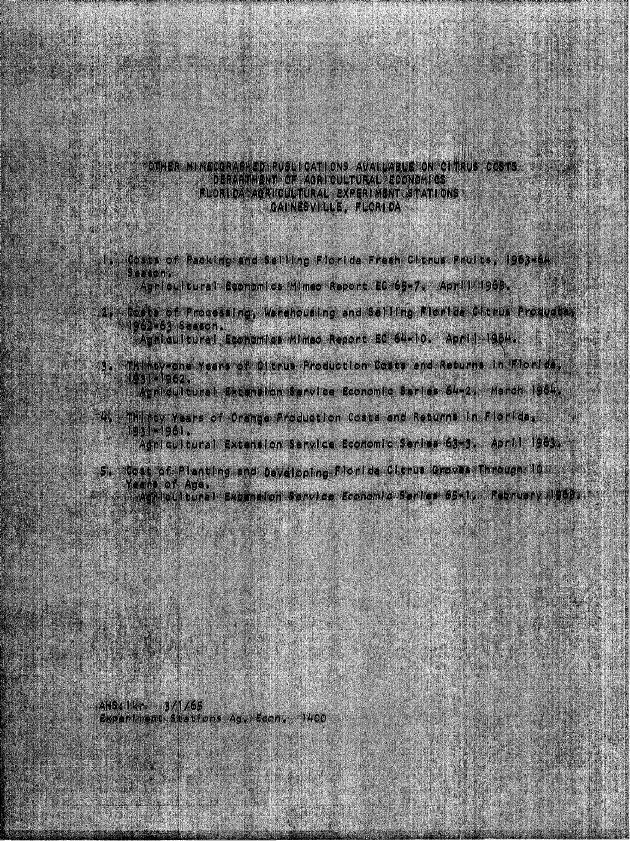 OTHER MIMEOGRAPHED PUBLICATIONS AVAILABLE ON CITRUS COSTS
DEPARTMENT OF AGRICULTURAL ECONOMICS
FLORIDA AGRICULTURAL EXPERIMENT STATIONS
GAINESVILLE, FLORIDA
1. Costs of Packing and Selling Florida Fresh Citrus Fruits, 1963-64
Season.
Agricultural Economics Mimeo Report EC 65-7. April 1965.
2. Costs of Processing, Warehousing and Selling Florida Citrus Products,
1962-63 Season.
Agricultural Economics Mimeo Report EC 64-10. April 1964.
3. Thirty-one Years of Citrus Production Costs and Returns in Florida,
1931-1962.
Agricultural Extension Service Economic Series 64-2. March 1964.
4. Thirty Years of Orange Production Costs and Returns in Florida,
1931-1961.
Agricultural Extension Service Economic Series 63-3. April 1963.
5. Cost of Planting and Developing Florida Citrus Groves Through 10
Years of Age.
Agricultural Extension Service Economic Series 65-1. February
3/1/65
Experiment Stations Ag. Econ. 1400